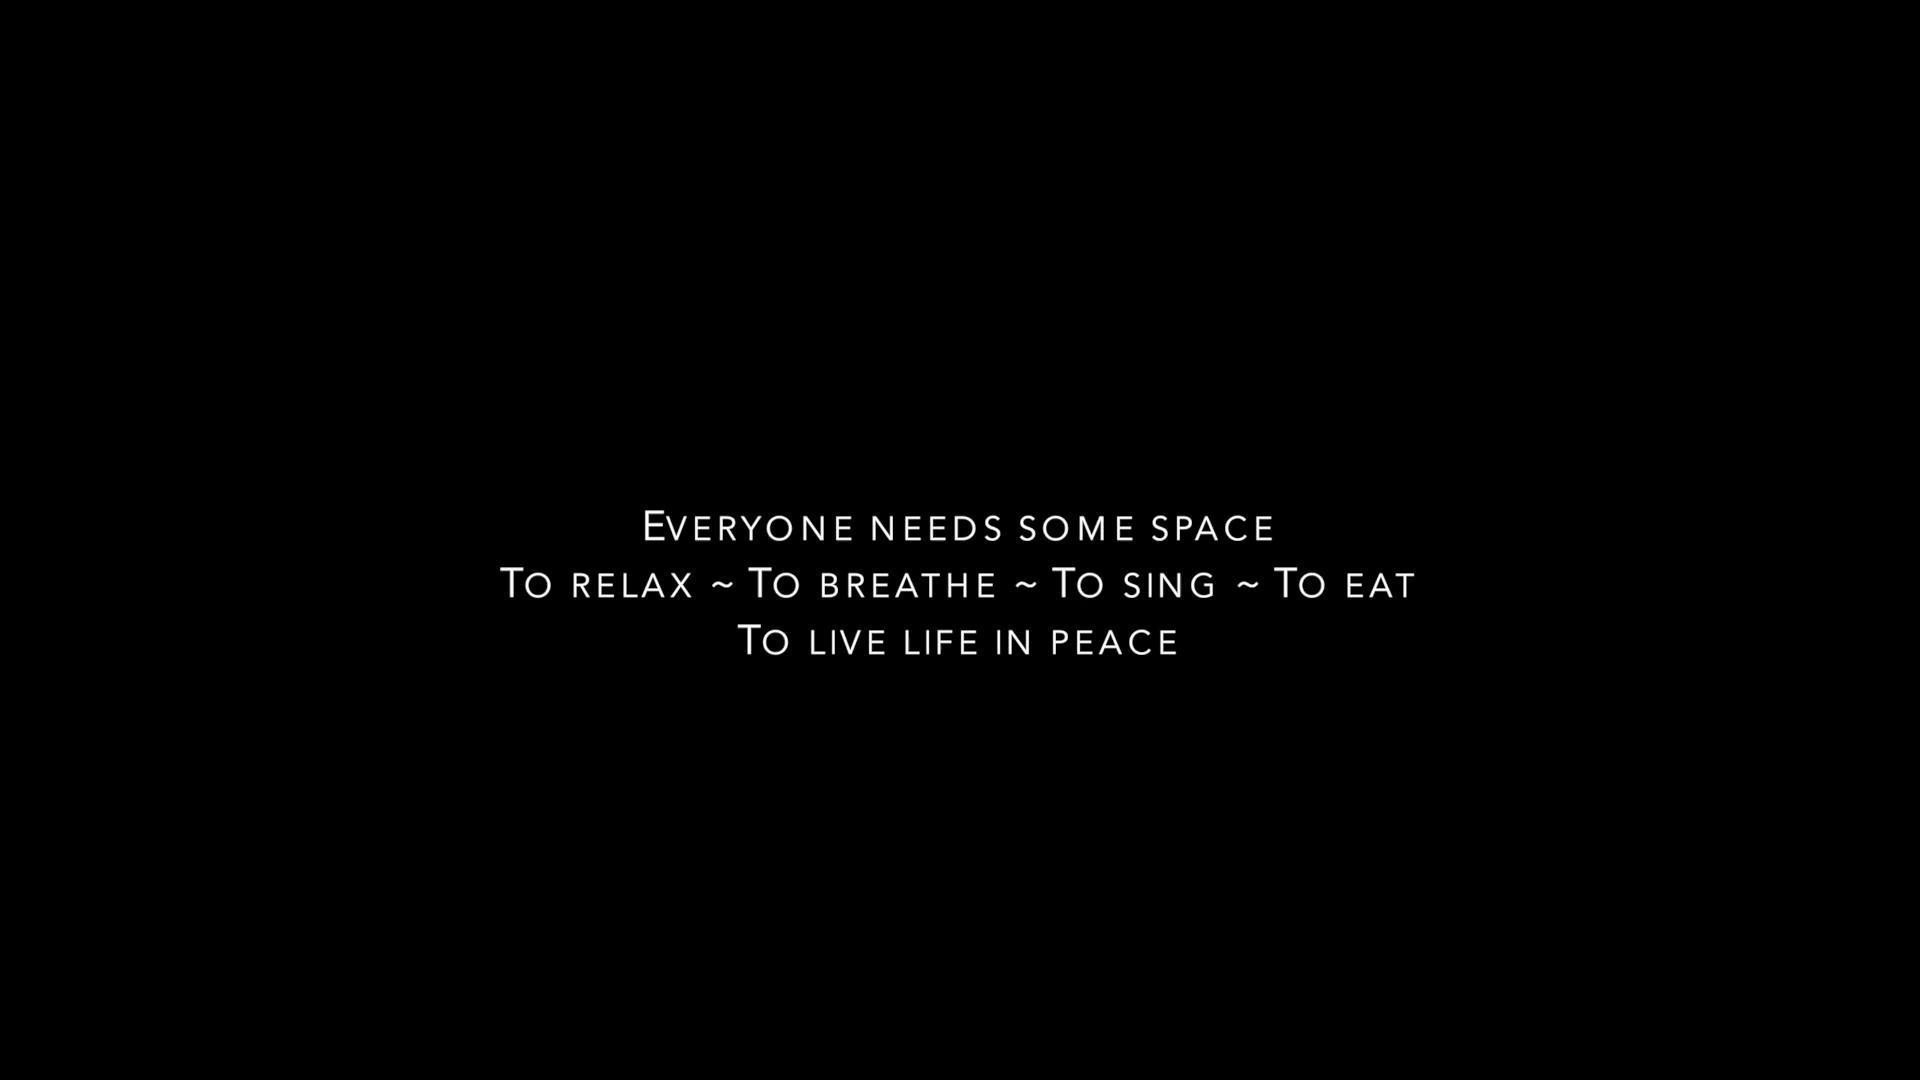 Everyone needs some space
To relax ~ To breathe ~ To sing ~ To eat
To live life in peace